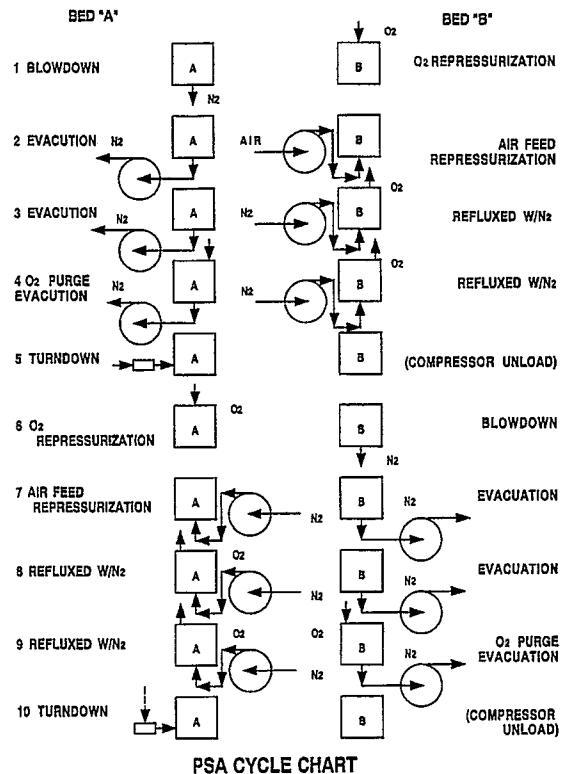 BED "A"
BED "B"
O2
1 BLOWDOWN
A
B
O2 REPRESSURIZATION
N2
2 EVACUTION
N2
A
AIR
B
AIR FEED
REPRESSURIZATION
O2
3 EVACUTION
N2
A
N2
B
REFLUXED W/N2
O2
4 O2 PURGE
EVACUTION
N2
A
N2
B
REFLUXED W/N2
5 TURNDOWN
A
B
(COMPRESSOR UNLOAD)
O2
6 O2
REPRESSURIZATION
A
B
BLOWDOWN
N2
7 AIR FEED
REPRESSURIZATION
A
N2
B
N2
EVACUATION
O2
8 REFLUXED W/N2
A
N2
B
N2
EVACUATION
O2
O2
9 REFLUXED W/N2
A
N2
B
N2
O2 PURGE
EVACUATION
10 TURNDOWN
A
B
(COMPRESSOR
UNLOAD)
PSA CYCLE CHART